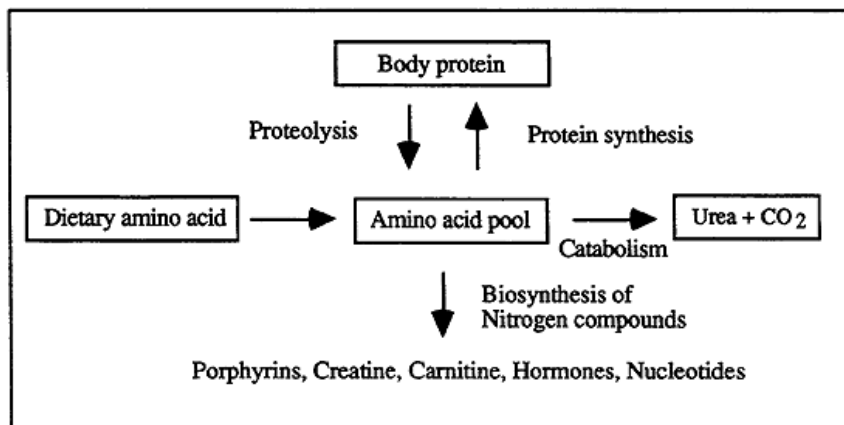 Body protein
Proteolysis
Protein synthesis
Dietary amino acid
Amino acid pool
Urea + CO2
Catabolism
Biosynthesis of
Nitrogen compounds
Porphyrins, Creatine, Carnitine, Hormones, Nucleotides